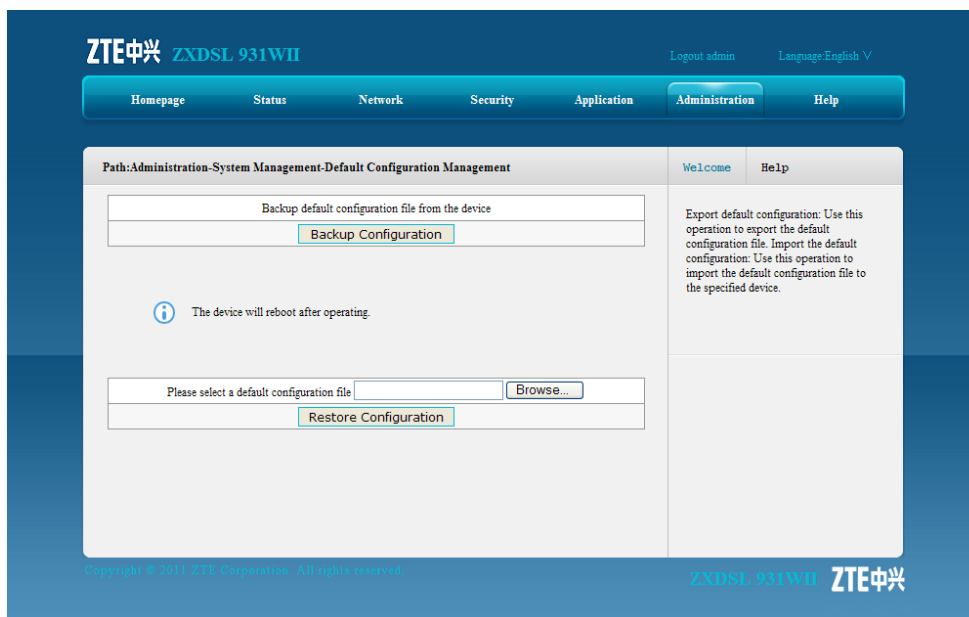 ZTE中兴 ZXDSL 931WII
Logout admin Language:English V
Homepage Status Network Security Application Administration Help
Path:Administration-System Management-Default Configuration Management
Welcome Help
Backup default configuration file from the device
Backup Configuration
The device will reboot after operating.
Please select a default configuration file Browse...
Restore Configuration
Export default configuration: Use this
operation to export the default
configuration file. Import the default
configuration: Use this operation to
import the default configuration file to
the specified device.
Copyright © 2011 ZTE Corporation. All rights reserved.
ZXDSL 931WII ZTE中兴